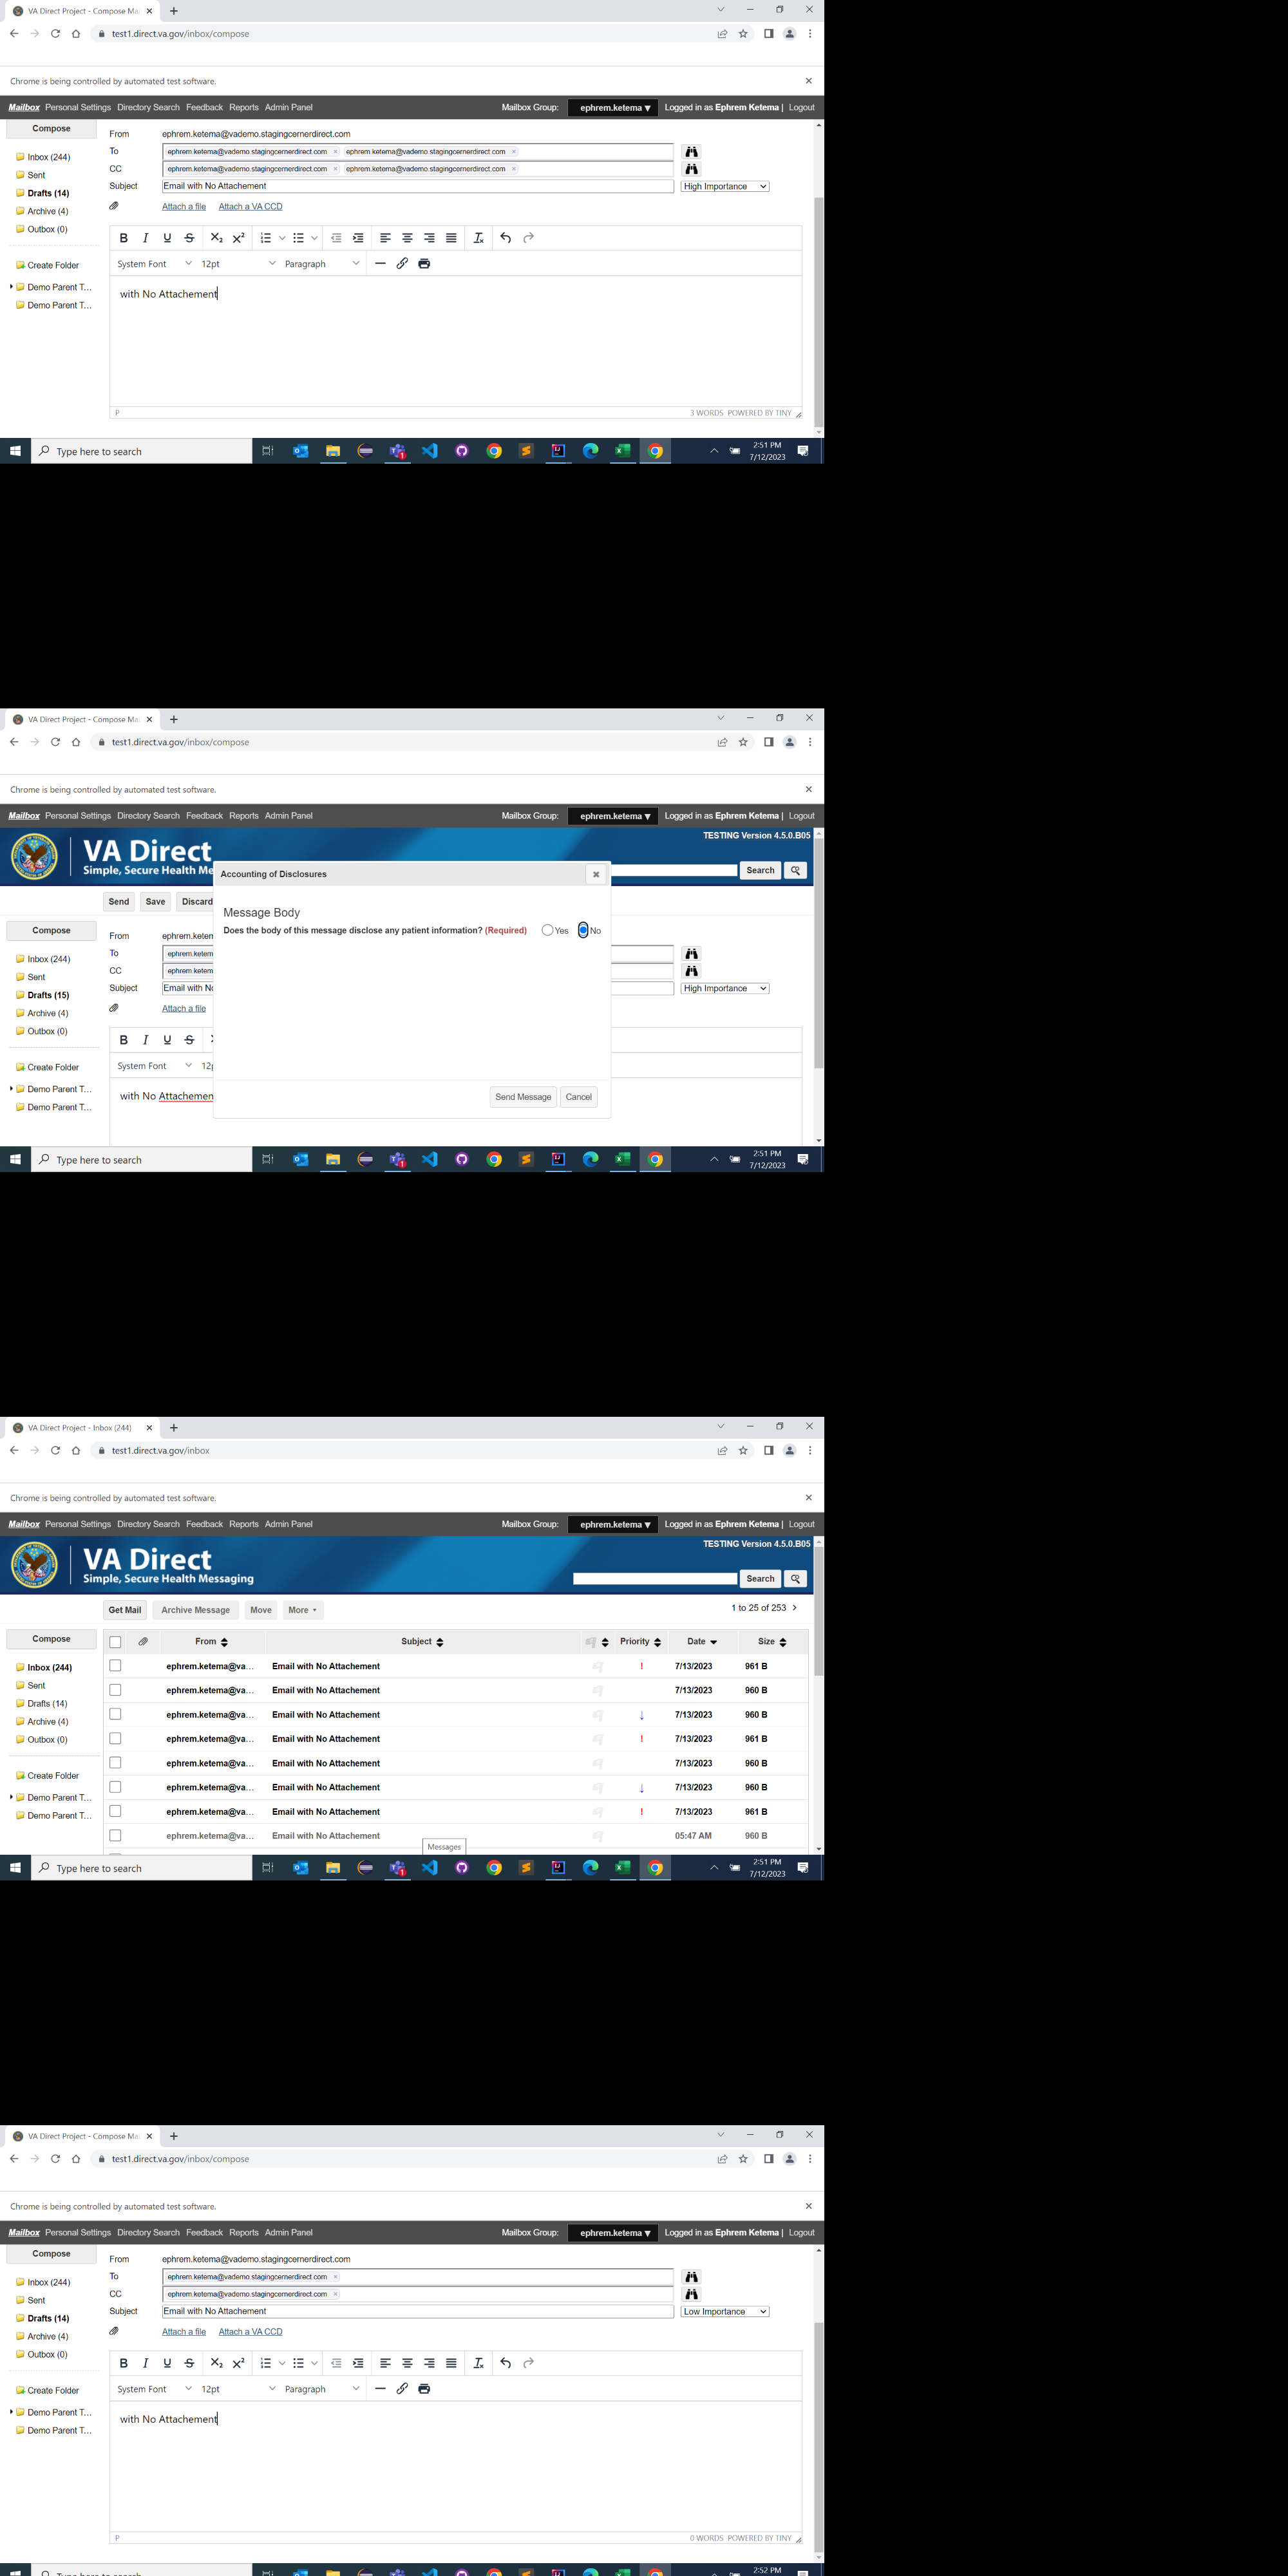 VA Direct Project - Compose Ma
test1.direct.va.gov/inbox/compose
Chrome is being controlled by automated test software.
Mailbox Personal Settings Directory Search Feedback Reports Admin Panel Mailbox Group: ephrem.ketema ▼ Logged in as Ephrem Ketema | Logout
Compose
From ephrem.ketema@vademo.stagingcernerdirect.com
To ephrem.ketema@vademo.stagingcernerdirect.com × ephrem.ketema@vademo.stagingcernerdirect.com ×
Inbox (244)
CC ephrem.ketema@vademo.stagingcernerdirect.com × ephrem.ketema@vademo.stagingcernerdirect.com ×
Sent
Subject Email with No Attachement High Importance
Drafts (14)
Attach a file Attach a VA CCD
Archive (4)
Outbox (0)
System Font 12pt Paragraph
Create Folder
Demo Parent T...
with No Attachement
Demo Parent T...
P 3 WORDS POWERED BY TINY
Type here to search
2:51 PM
7/12/2023
VA Direct Project - Compose Ma
test1.direct.va.gov/inbox/compose
Chrome is being controlled by automated test software.
Mailbox Personal Settings Directory Search Feedback Reports Admin Panel Mailbox Group: ephrem.ketema ▼ Logged in as Ephrem Ketema | Logout
TESTING Version 4.5.0.B05
VA Direct
Simple, Secure Health Me
Search
Accounting of Disclosures
Send Save Discard
Message Body
Does the body of this message disclose any patient information? (Required) Yes No
Compose
From ephrem.keten
To ephrem.ketem
Inbox (244)
CC ephrem.ketem
Sent
Subject Email with No High Importance
Drafts (15)
Attach a file
Archive (4)
Outbox (0)
System Font 12p
Create Folder
Demo Parent T...
with No Attachemen
Send Message Cancel
Demo Parent T...
Type here to search
2:51 PM
7/12/2023
VA Direct Project - Inbox (244)
test1.direct.va.gov/inbox
Chrome is being controlled by automated test software.
Mailbox Personal Settings Directory Search Feedback Reports Admin Panel Mailbox Group: ephrem.ketema ▼ Logged in as Ephrem Ketema | Logout
TESTING Version 4.5.0.B05
VA Direct
Simple, Secure Health Messaging
Search
Get Mail Archive Message Move More 1 to 25 of 253
Compose
From Subject Priority Date Size
Inbox (244)
ephrem.ketema@va... Email with No Attachement ! 7/13/2023 961 B
Sent
ephrem.ketema@va... Email with No Attachement 7/13/2023 960 B
Drafts (14)
ephrem.ketema@va... Email with No Attachement ↓ 7/13/2023 960 B
Archive (4)
Outbox (0)
ephrem.ketema@va... Email with No Attachement ! 7/13/2023 961 B
ephrem.ketema@va... Email with No Attachement 7/13/2023 960 B
Create Folder
ephrem.ketema@va... Email with No Attachement ↓ 7/13/2023 960 B
Demo Parent T...
ephrem.ketema@va... Email with No Attachement ! 7/13/2023 961 B
Demo Parent T...
ephrem.ketema@va... Email with No Attachement 05:47 AM 960 B
Messages
Type here to search
2:51 PM
7/12/2023
VA Direct Project - Compose Ma
test1.direct.va.gov/inbox/compose
Chrome is being controlled by automated test software.
Mailbox Personal Settings Directory Search Feedback Reports Admin Panel Mailbox Group: ephrem.ketema ▼ Logged in as Ephrem Ketema | Logout
Compose
From ephrem.ketema@vademo.stagingcernerdirect.com
To ephrem.ketema@vademo.stagingcernerdirect.com ×
Inbox (244)
CC ephrem.ketema@vademo.stagingcernerdirect.com ×
Sent
Subject Email with No Attachement Low Importance
Drafts (14)
Attach a file Attach a VA CCD
Archive (4)
Outbox (0)
System Font 12pt Paragraph
Create Folder
Demo Parent T...
with No Attachement
Demo Parent T...
P 0 WORDS POWERED BY TINY
Type here to search
2:52 PM